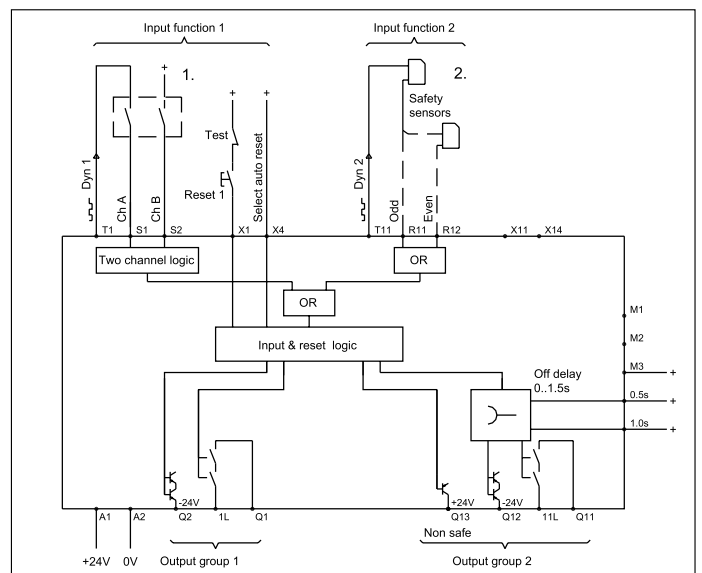 Input function 1
Input function 2
+
1.
+
+
2.
Safety
sensors
Test
Reset 1
Select auto reset
Dyn 1
Ch A
Ch B
Dyn 2
Odd
Even
T1
S1
S2
X1
X4
T11
R11
R12
X11
X14
Two channel logic
OR
OR
Input & reset logic
M1
M2
M3
+
Off delay
0..1.5s
0.5s
+
1.0s
+
-24V
+24V
-24V
A1
A2
Q2
1L
Q1
Q13
Q12
11L
Q11
Non safe
+24V
0V
Output group 1
Output group 2